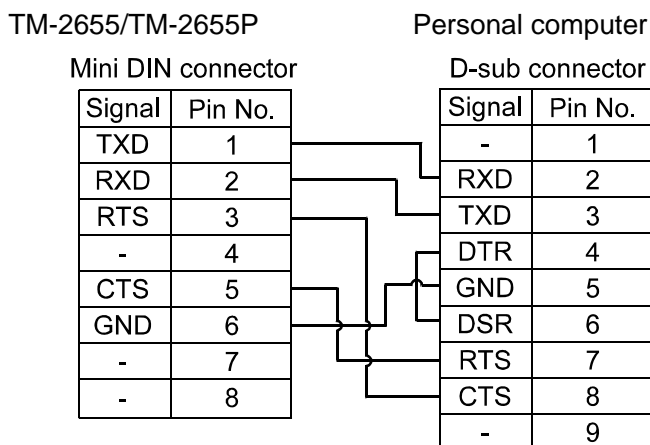 TM-2655/TM-2655P Personal computer
Mini DIN connector D-sub connector
Signal Pin No. Signal Pin No.
TXD 1 - 1
RXD 2 RXD 2
RTS 3 TXD 3
- 4 DTR 4
CTS 5 GND 5
GND 6 DSR 6
- 7 RTS 7
- 8 CTS 8
- 9